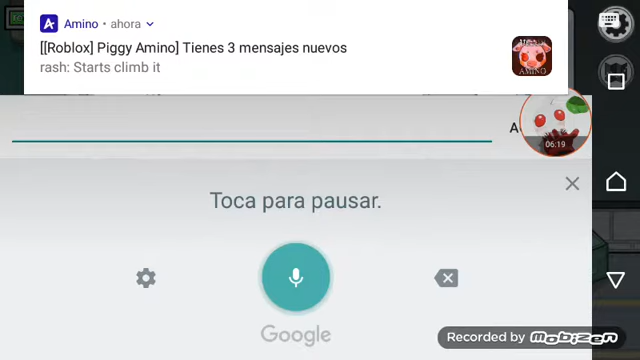 Amino • ahora
[[Roblox] Piggy Amino] Tienes 3 mensajes nuevos
rash: Starts climb it
AMINO
06:19
Toca para pausar.
Google
Recorded by mobizen